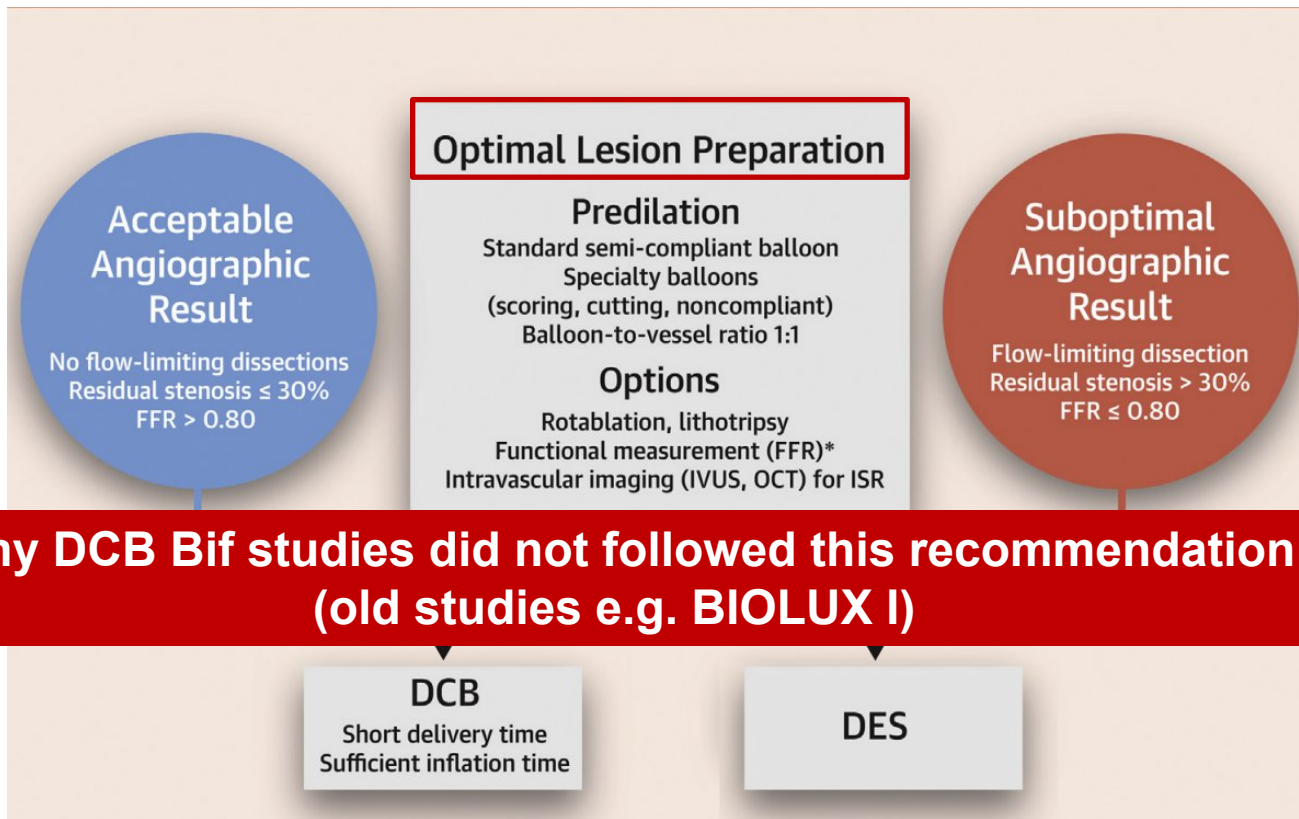 Optimal Lesion Preparation
Predilation
Standard semi-compliant balloon
Specialty balloons
(scoring, cutting, noncompliant)
Balloon-to-vessel ratio 1:1
Options
Rotablation, lithotripsy
Functional measurement (FFR)*
Intravascular imaging (IVUS, OCT) for ISR
Acceptable
Angiographic
Result
No flow-limiting dissections
Residual stenosis ≤ 30%
FFR > 0.80
Suboptimal
Angiographic
Result
Flow-limiting dissection
Residual stenosis > 30%
FFR ≤ 0.80
DCB Bif studies did not followed this recommendation
(old studies e.g. BIOLUX I)
DCB
Short delivery time
Sufficient inflation time
DES